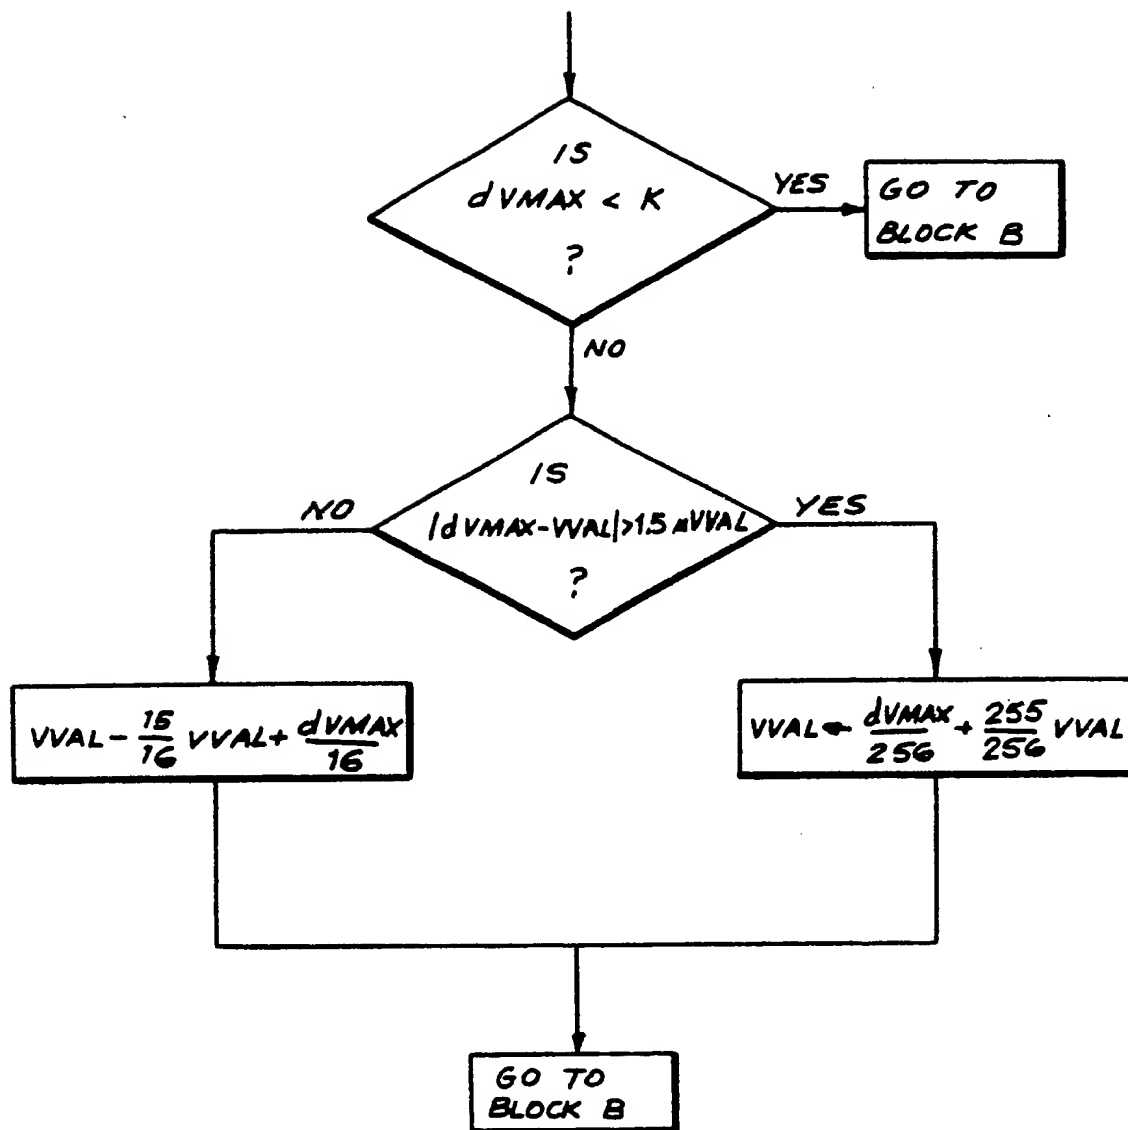 IS
dVMAX < K
?
YES
GO TO
BLOCK B
NO
IS
|dVMAX-VVAL|>1.5 *VVAL
?
NO
YES
VVAL - 15/16 VVAL + dVMAX/16
VVAL ← dVMAX/256 + 255/256 VVAL
GO TO
BLOCK B